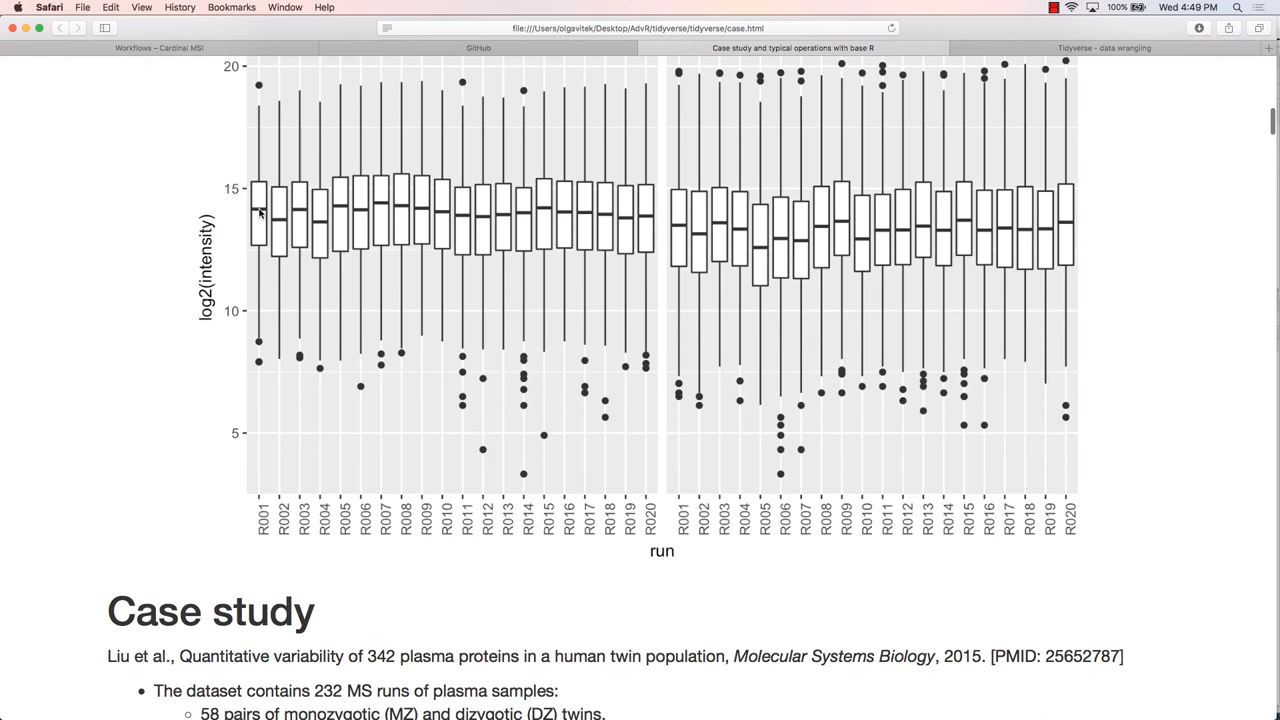 Safari File Edit View History Bookmarks Window Help 100% Wed 4:49 PM
file:///Users/olgavitek/Desktop/AdvR/tidyverse/tidyverse/case.html
Workflows – Cardinal MSI GitHub Case study and typical operations with base R Tidyverse - data wrangling
20
15
10
5
log2(intensity)
R001 R002 R003 R004 R005 R006 R007 R008 R009 R010 R011 R012 R013 R014 R015 R016 R017 R018 R019 R020 R001 R002 R003 R004 R005 R006 R007 R008 R009 R010 R011 R012 R013 R014 R015 R016 R017 R018 R019 R020
run
Case study
Liu et al., Quantitative variability of 342 plasma proteins in a human twin population, Molecular Systems Biology, 2015. [PMID: 25652787]
• The dataset contains 232 MS runs of plasma samples:
○ 58 pairs of monozygotic (MZ) and dizygotic (DZ) twins.